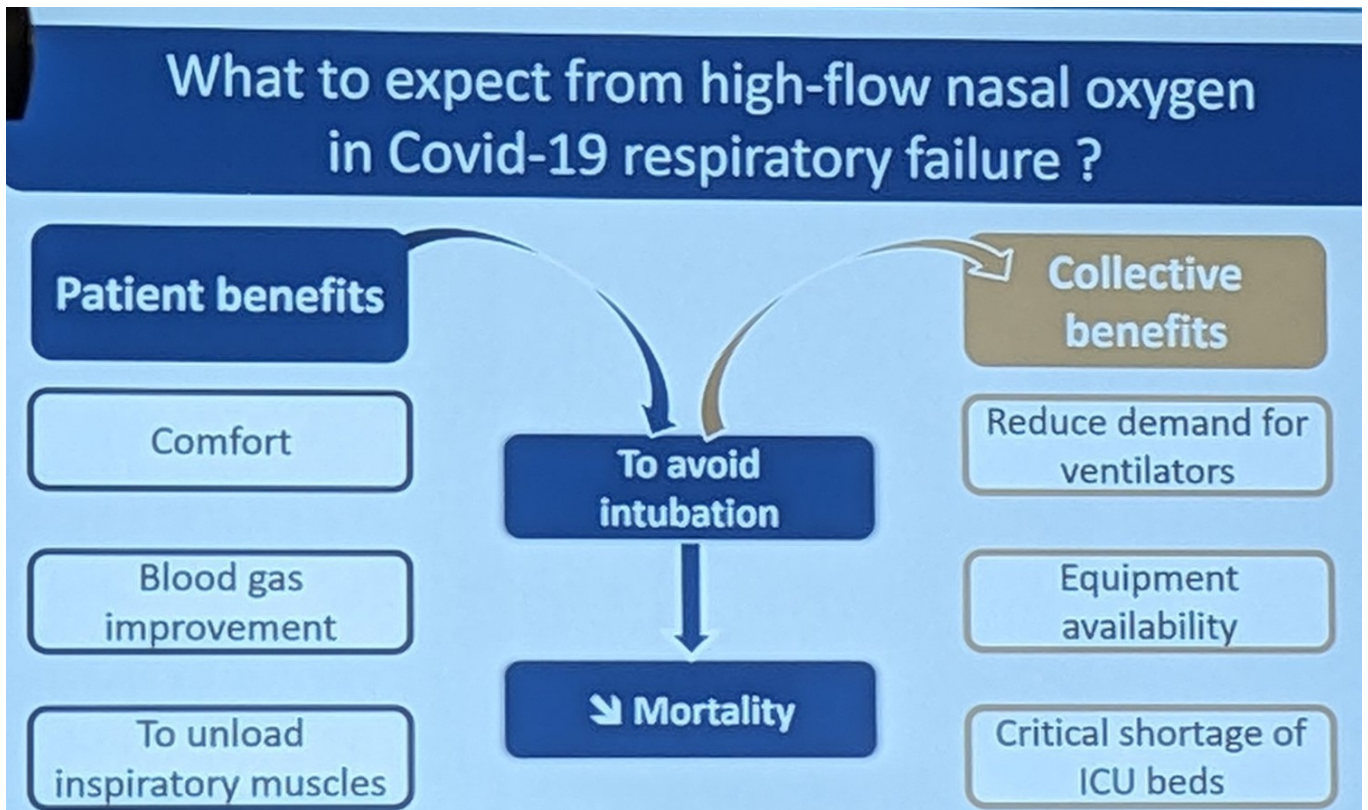 What to expect from high-flow nasal oxygen
in Covid-19 respiratory failure ?
Patient benefits
Comfort
Blood gas
improvement
To unload
inspiratory muscles
To avoid
intubation
↘ Mortality
Collective
benefits
Reduce demand for
ventilators
Equipment
availability
Critical shortage of
ICU beds